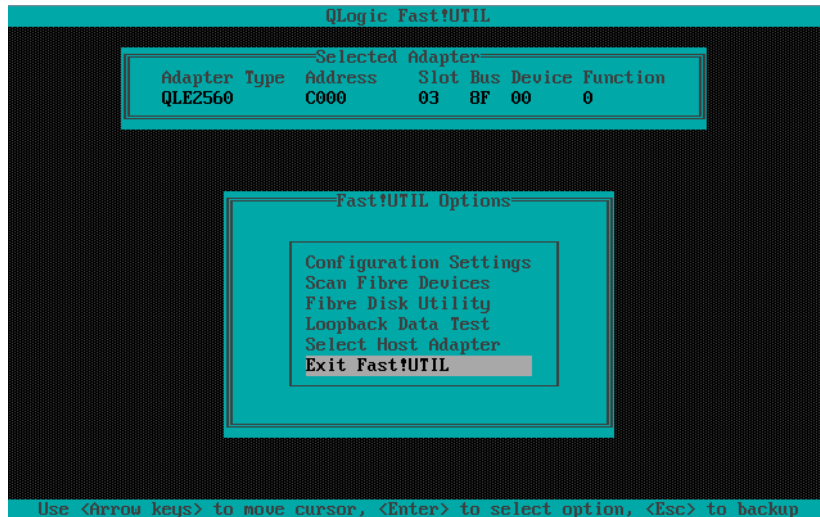 QLogic Fast!UTIL
Selected Adapter
Adapter Type Address Slot Bus Device Function
QLE2560 C000 03 8F 00 0
Fast!UTIL Options
Configuration Settings
Scan Fibre Devices
Fibre Disk Utility
Loopback Data Test
Select Host Adapter
Exit Fast!UTIL
Use <Arrow keys> to move cursor, <Enter> to select option, <Esc> to backup